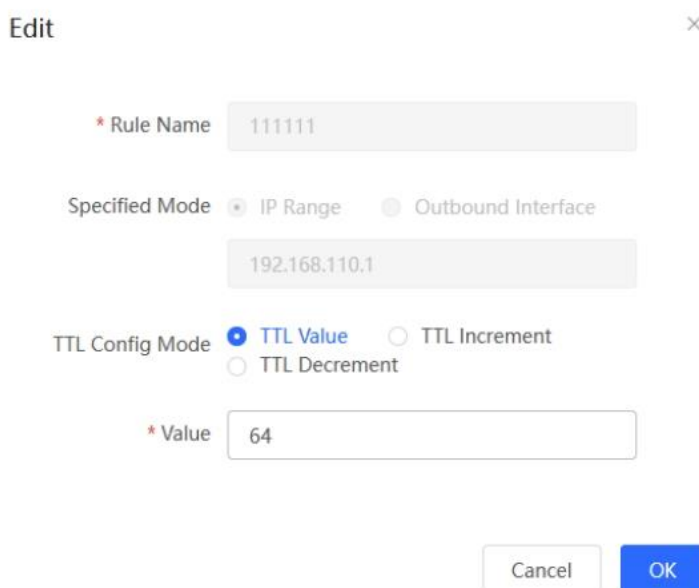 Edit
* Rule Name 111111
Specified Mode IP Range Outbound Interface
192.168.110.1
TTL Config Mode TTL Value TTL Increment
TTL Decrement
* Value 64
Cancel OK